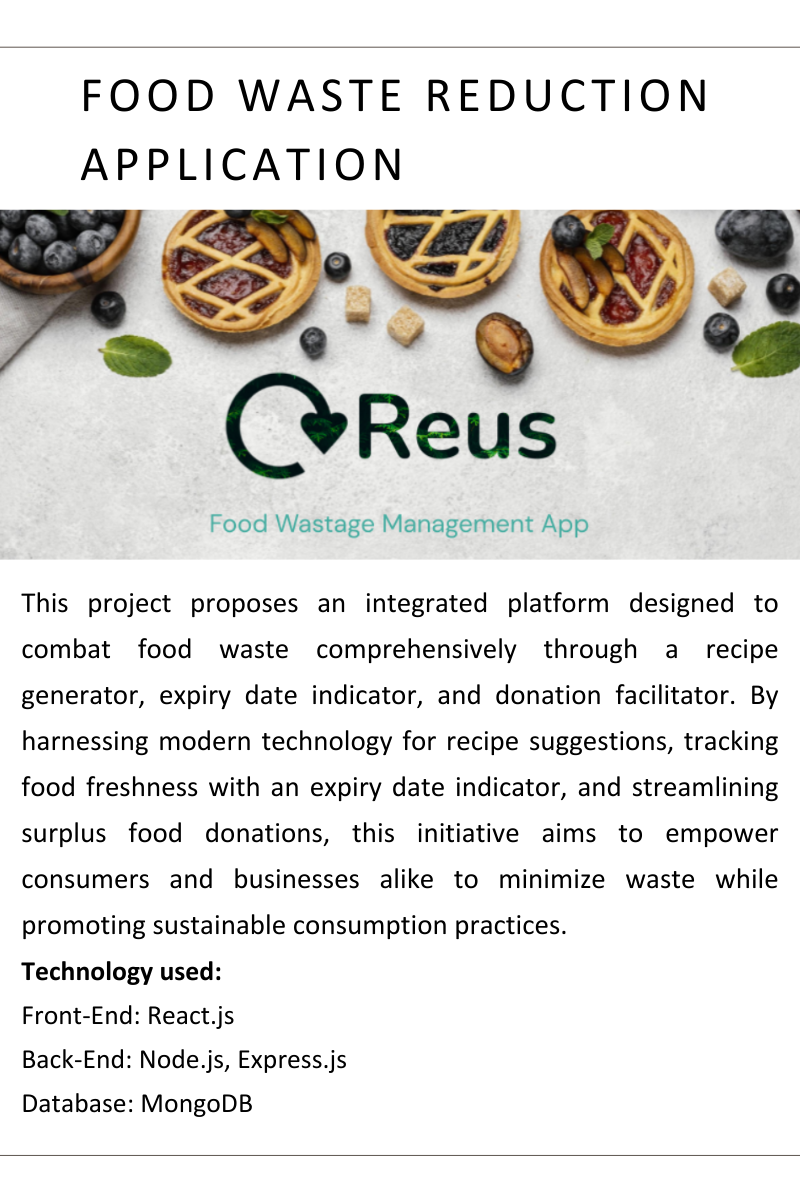 FOOD WASTE REDUCTION
APPLICATION
Reus
Food Wastage Management App
This project proposes an integrated platform designed to
combat food waste comprehensively through a recipe
generator, expiry date indicator, and donation facilitator. By
harnessing modern technology for recipe suggestions, tracking
food freshness with an expiry date indicator, and streamlining
surplus food donations, this initiative aims to empower
consumers and businesses alike to minimize waste while
promoting sustainable consumption practices.
Technology used:
Front-End: React.js
Back-End: Node.js, Express.js
Database: MongoDB